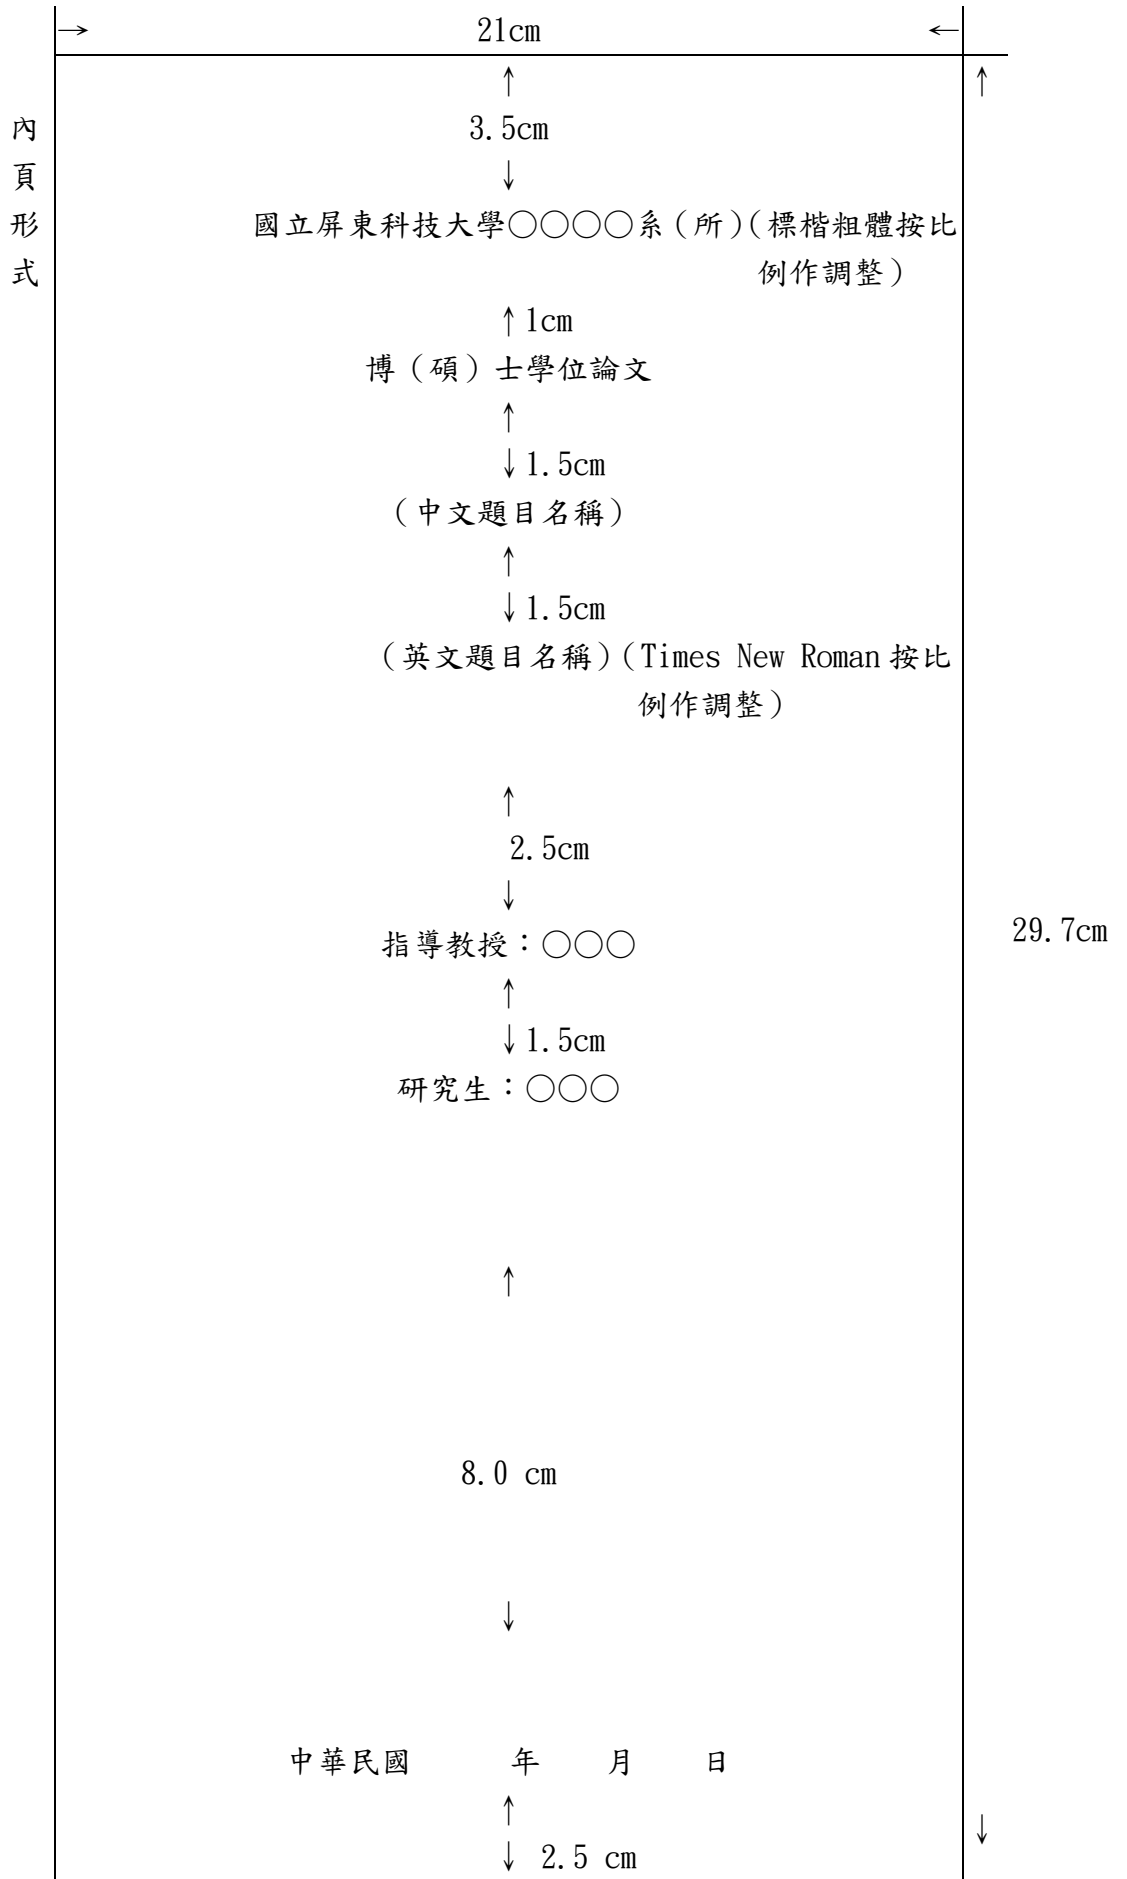 → 21cm ←
↑ ↑
內頁形式
3.5cm
↓
國立屏東科技大學○○○○系(所)(標楷粗體按比
例作調整)
↑1cm
博(碩)士學位論文
↑
↓1.5cm
(中文題目名稱)
↑
↓1.5cm
(英文題目名稱)(Times New Roman 按比
例作調整)
↑
2.5cm
↓
29.7cm
指導教授:○○○
↑
↓1.5cm
研究生:○○○
↑
8.0 cm
↓
中華民國 年 月 日
↑
↓ 2.5 cm ↓